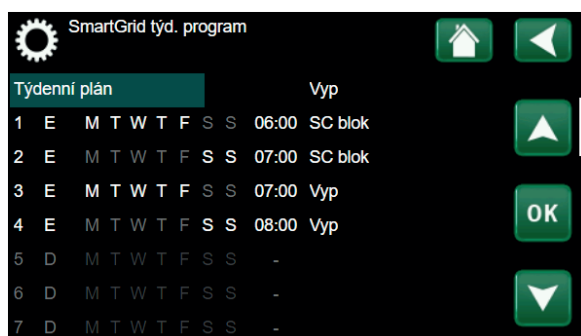 SmartGrid týd. program
Týdenní plán Vyp
1 E M T W T F S S 06:00 SC blok
2 E M T W T F S S 07:00 SC blok
3 E M T W T F S S 07:00 Vyp
4 E M T W T F S S 08:00 Vyp
OK
5 D M T W T F S S -
6 D M T W T F S S -
7 D M T W T F S S